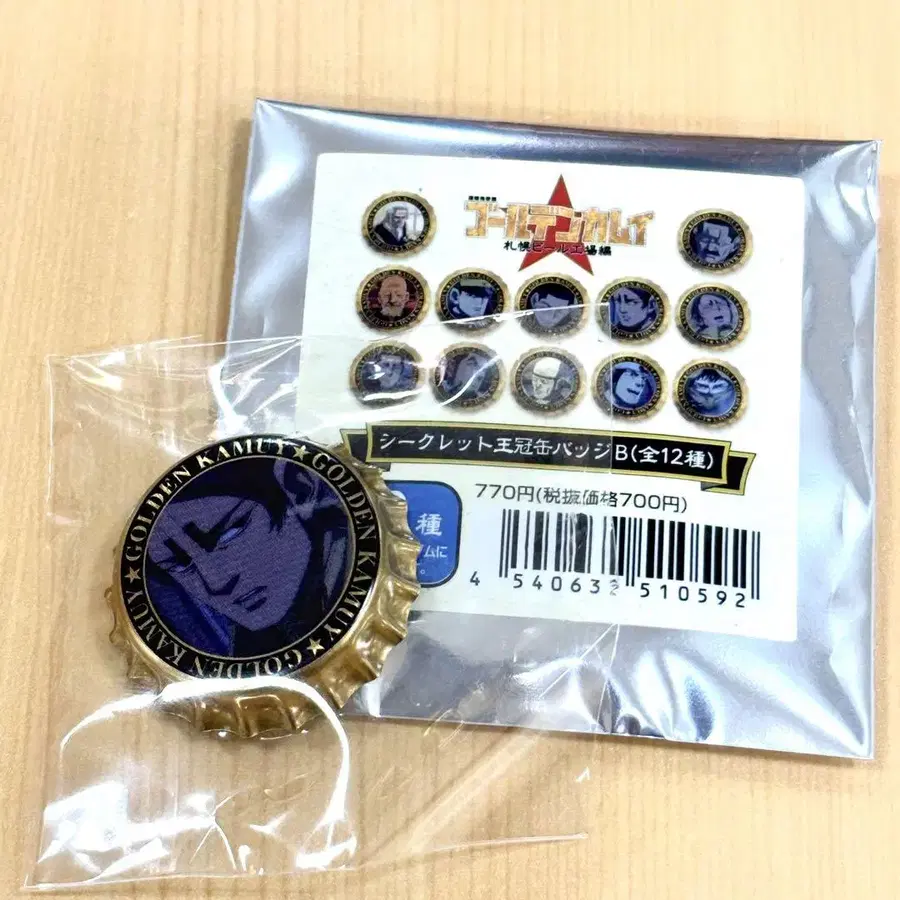 ゴールデンカムイ
札幌ビール工場編
シークレット王冠缶バッジB(全12種)
770円(税抜価格700円)
種
ムに
。
4 540632 510592
GOLDEN KAMUY★GOLDEN KAMUY★GOLDEN KAMUY★